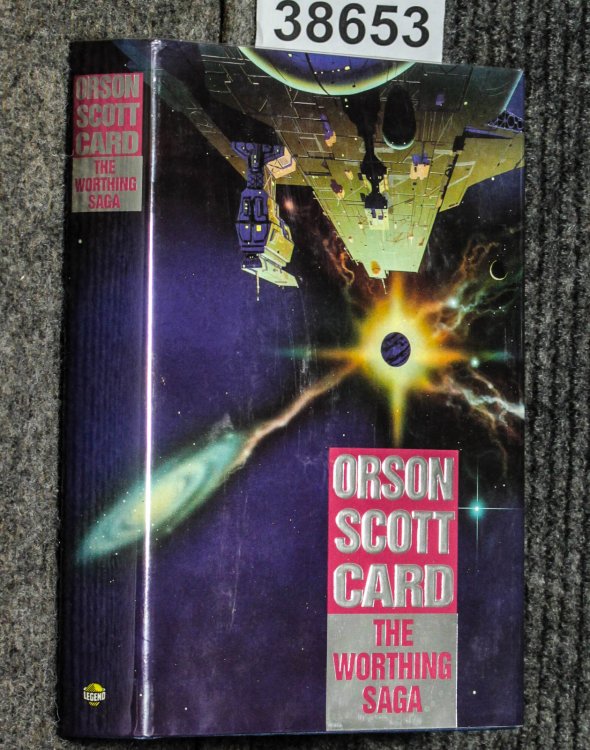 38653
ORSON
SCOTT
CARD
THE
WORTHING
SAGA
LEGEND
ORSON
SCOTT
CARD
THE
WORTHING
SAGA